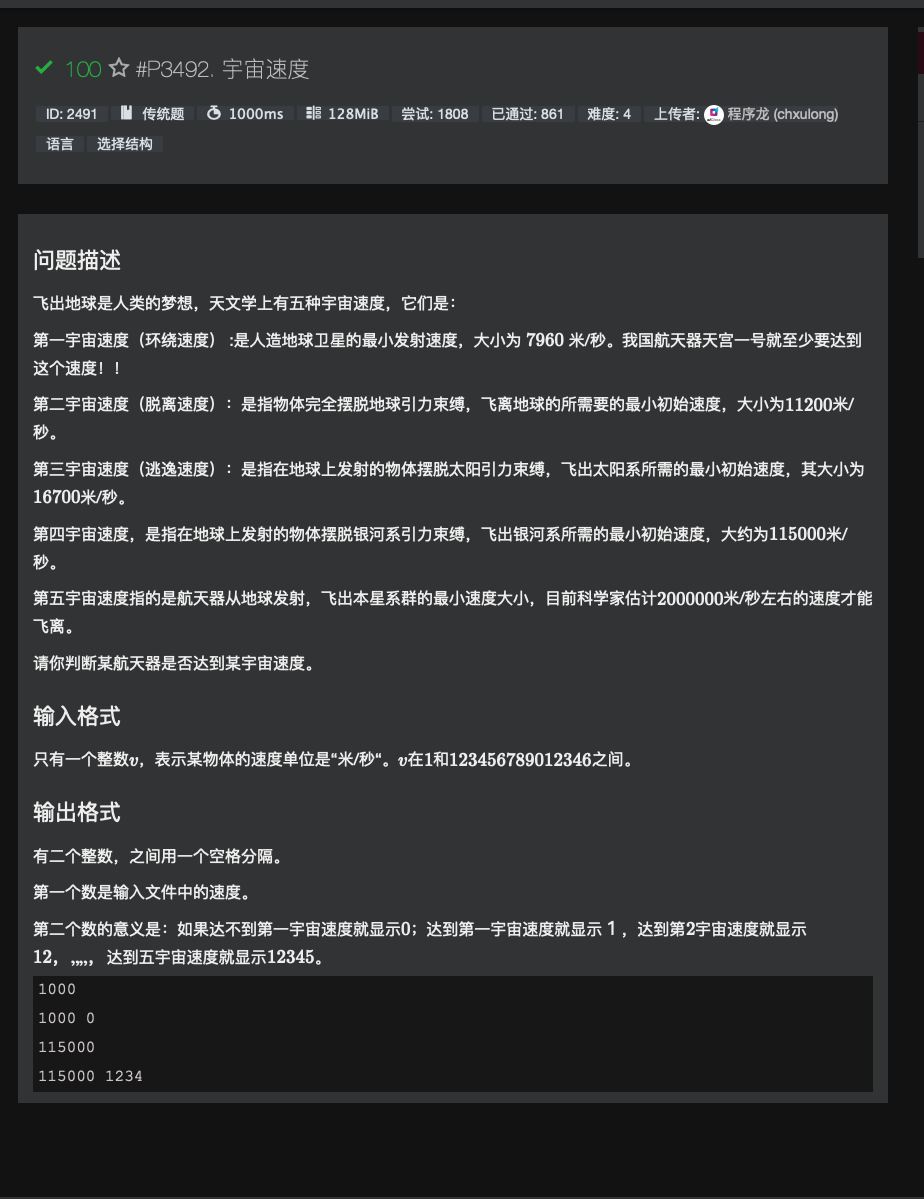 100 #P3492. 宇宙速度
ID: 2491 传统题 1000ms 128MiB 尝试: 1808 已通过: 861 难度: 4 上传者: 程序龙 (chxulong)
语言 选择结构
问题描述
飞出地球是人类的梦想，天文学上有五种宇宙速度，它们是：
第一宇宙速度（环绕速度） :是人造地球卫星的最小发射速度，大小为 7960 米/秒。我国航天器天宫一号就至少要达到
这个速度！！
第二宇宙速度（脱离速度）：是指物体完全摆脱地球引力束缚，飞离地球的所需要的最小初始速度，大小为11200米/
秒。
第三宇宙速度（逃逸速度）：是指在地球上发射的物体摆脱太阳引力束缚，飞出太阳系所需的最小初始速度，其大小为
16700米/秒。
第四宇宙速度，是指在地球上发射的物体摆脱银河系引力束缚，飞出银河系所需的最小初始速度，大约为115000米/
秒。
第五宇宙速度指的是航天器从地球发射，飞出本星系群的最小速度大小，目前科学家估计2000000米/秒左右的速度才能
飞离。
请你判断某航天器是否达到某宇宙速度。
输入格式
只有一个整数v，表示某物体的速度单位是“米/秒“。v在1和123456789012346之间。
输出格式
有二个整数，之间用一个空格分隔。
第一个数是输入文件中的速度。
第二个数的意义是：如果达不到第一宇宙速度就显示0；达到第一宇宙速度就显示 1 ，达到第2宇宙速度就显示
12， ,,,,, 达到五宇宙速度就显示12345。
1000
1000 0
115000
115000 1234